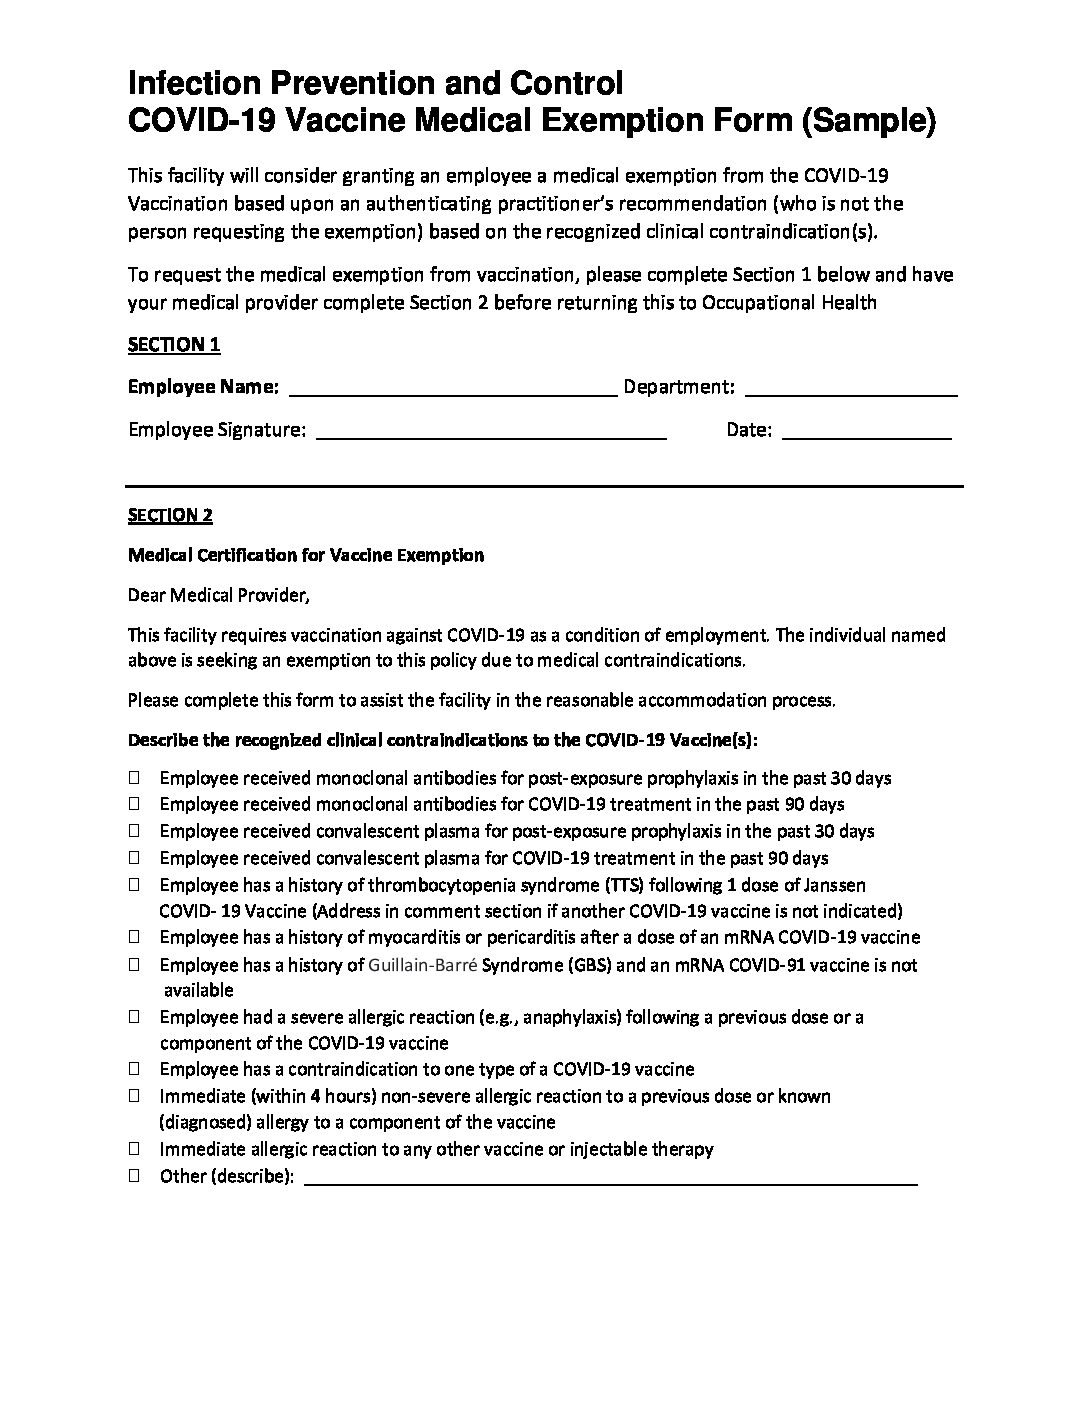 Infection Prevention and Control
COVID-19 Vaccine Medical Exemption Form (Sample)
This facility will consider granting an employee a medical exemption from the COVID-19
Vaccination based upon an authenticating practitioner's recommendation (who is not the
person requesting the exemption) based on the recognized clinical contraindication(s).
To request the medical exemption from vaccination, please complete Section 1 below and have
your medical provider complete Section 2 before returning this to Occupational Health
SECTION 1
Employee Name: ______________________________ Department: ____________________
Employee Signature: ________________________________ Date: ________________
SECTION 2
Medical Certification for Vaccine Exemption
Dear Medical Provider,
This facility requires vaccination against COVID-19 as a condition of employment. The individual named
above is seeking an exemption to this policy due to medical contraindications.
Please complete this form to assist the facility in the reasonable accommodation process.
Describe the recognized clinical contraindications to the COVID-19 Vaccine(s):
☐ Employee received monoclonal antibodies for post-exposure prophylaxis in the past 30 days
☐ Employee received monoclonal antibodies for COVID-19 treatment in the past 90 days
☐ Employee received convalescent plasma for post-exposure prophylaxis in the past 30 days
☐ Employee received convalescent plasma for COVID-19 treatment in the past 90 days
☐ Employee has a history of thrombocytopenia syndrome (TTS) following 1 dose of Janssen
COVID- 19 Vaccine (Address in comment section if another COVID-19 vaccine is not indicated)
☐ Employee has a history of myocarditis or pericarditis after a dose of an mRNA COVID-19 vaccine
☐ Employee has a history of Guillain-Barré Syndrome (GBS) and an mRNA COVID-91 vaccine is not
available
☐ Employee had a severe allergic reaction (e.g., anaphylaxis) following a previous dose or a
component of the COVID-19 vaccine
☐ Employee has a contraindication to one type of a COVID-19 vaccine
☐ Immediate (within 4 hours) non-severe allergic reaction to a previous dose or known
(diagnosed) allergy to a component of the vaccine
☐ Immediate allergic reaction to any other vaccine or injectable therapy
☐ Other (describe): ________________________________________________________